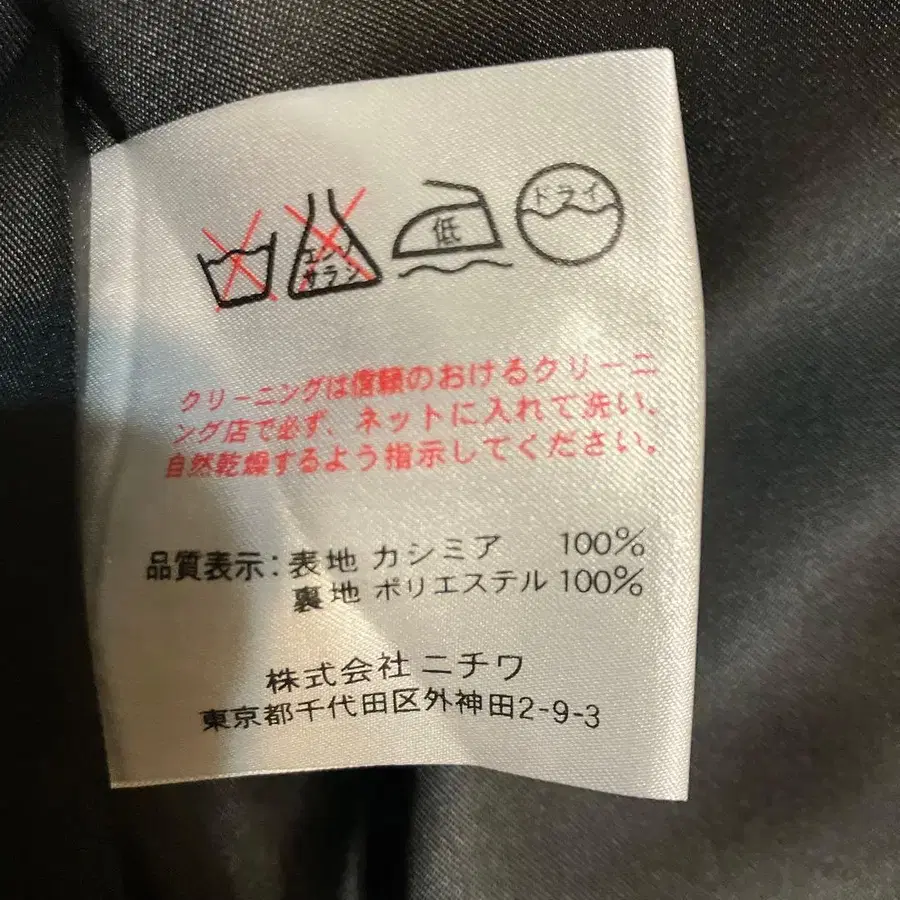 ドライ
低
エンソ
サラシ
クリーニングは信頼のおけるクリーニ
ング店で必ず、ネットに入れて洗い、
自然乾燥するよう指示してください。
品質表示:表地 カシミア 100%
裏地 ポリエステル 100%
株式会社 ニチワ
東京都千代田区外神田2-9-3